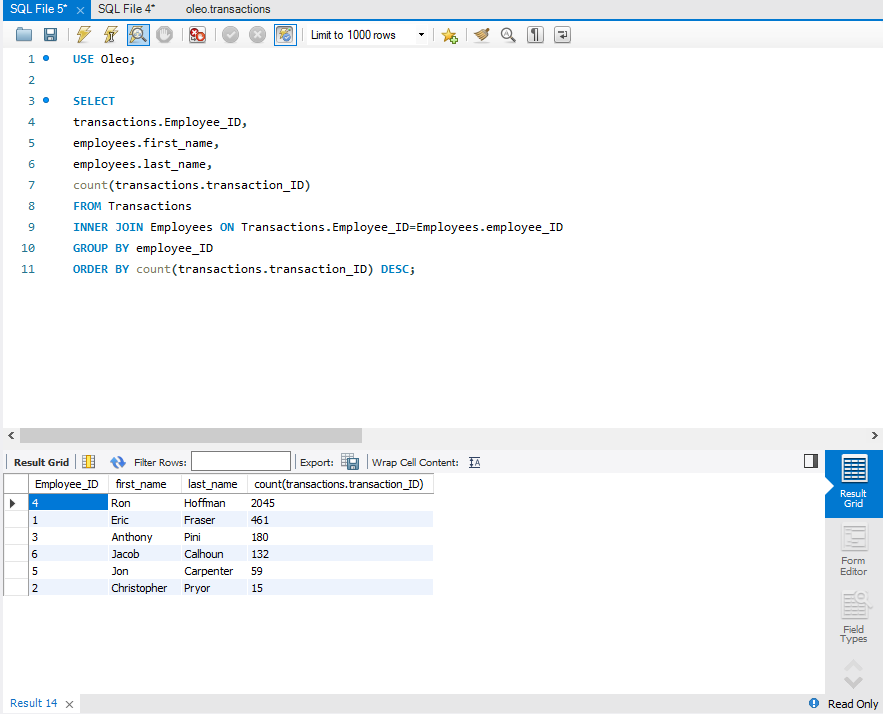 SQL File 5* SQL File 4* oleo.transactions
Limit to 1000 rows
1 USE Oleo;
2
3 SELECT
4 transactions.Employee_ID,
5 employees.first_name,
6 employees.last_name,
7 count(transactions.transaction_ID)
8 FROM Transactions
9 INNER JOIN Employees ON Transactions.Employee_ID=Employees.employee_ID
10 GROUP BY employee_ID
11 ORDER BY count(transactions.transaction_ID) DESC;
Result Grid Filter Rows: Export: Wrap Cell Content:
Employee_ID first_name last_name count(transactions.transaction_ID)
4 Ron Hoffman 2045
1 Eric Fraser 461
3 Anthony Pini 180
6 Jacob Calhoun 132
5 Jon Carpenter 59
2 Christopher Pryor 15
Result
Grid
Form
Editor
Field
Types
Result 14 Read Only